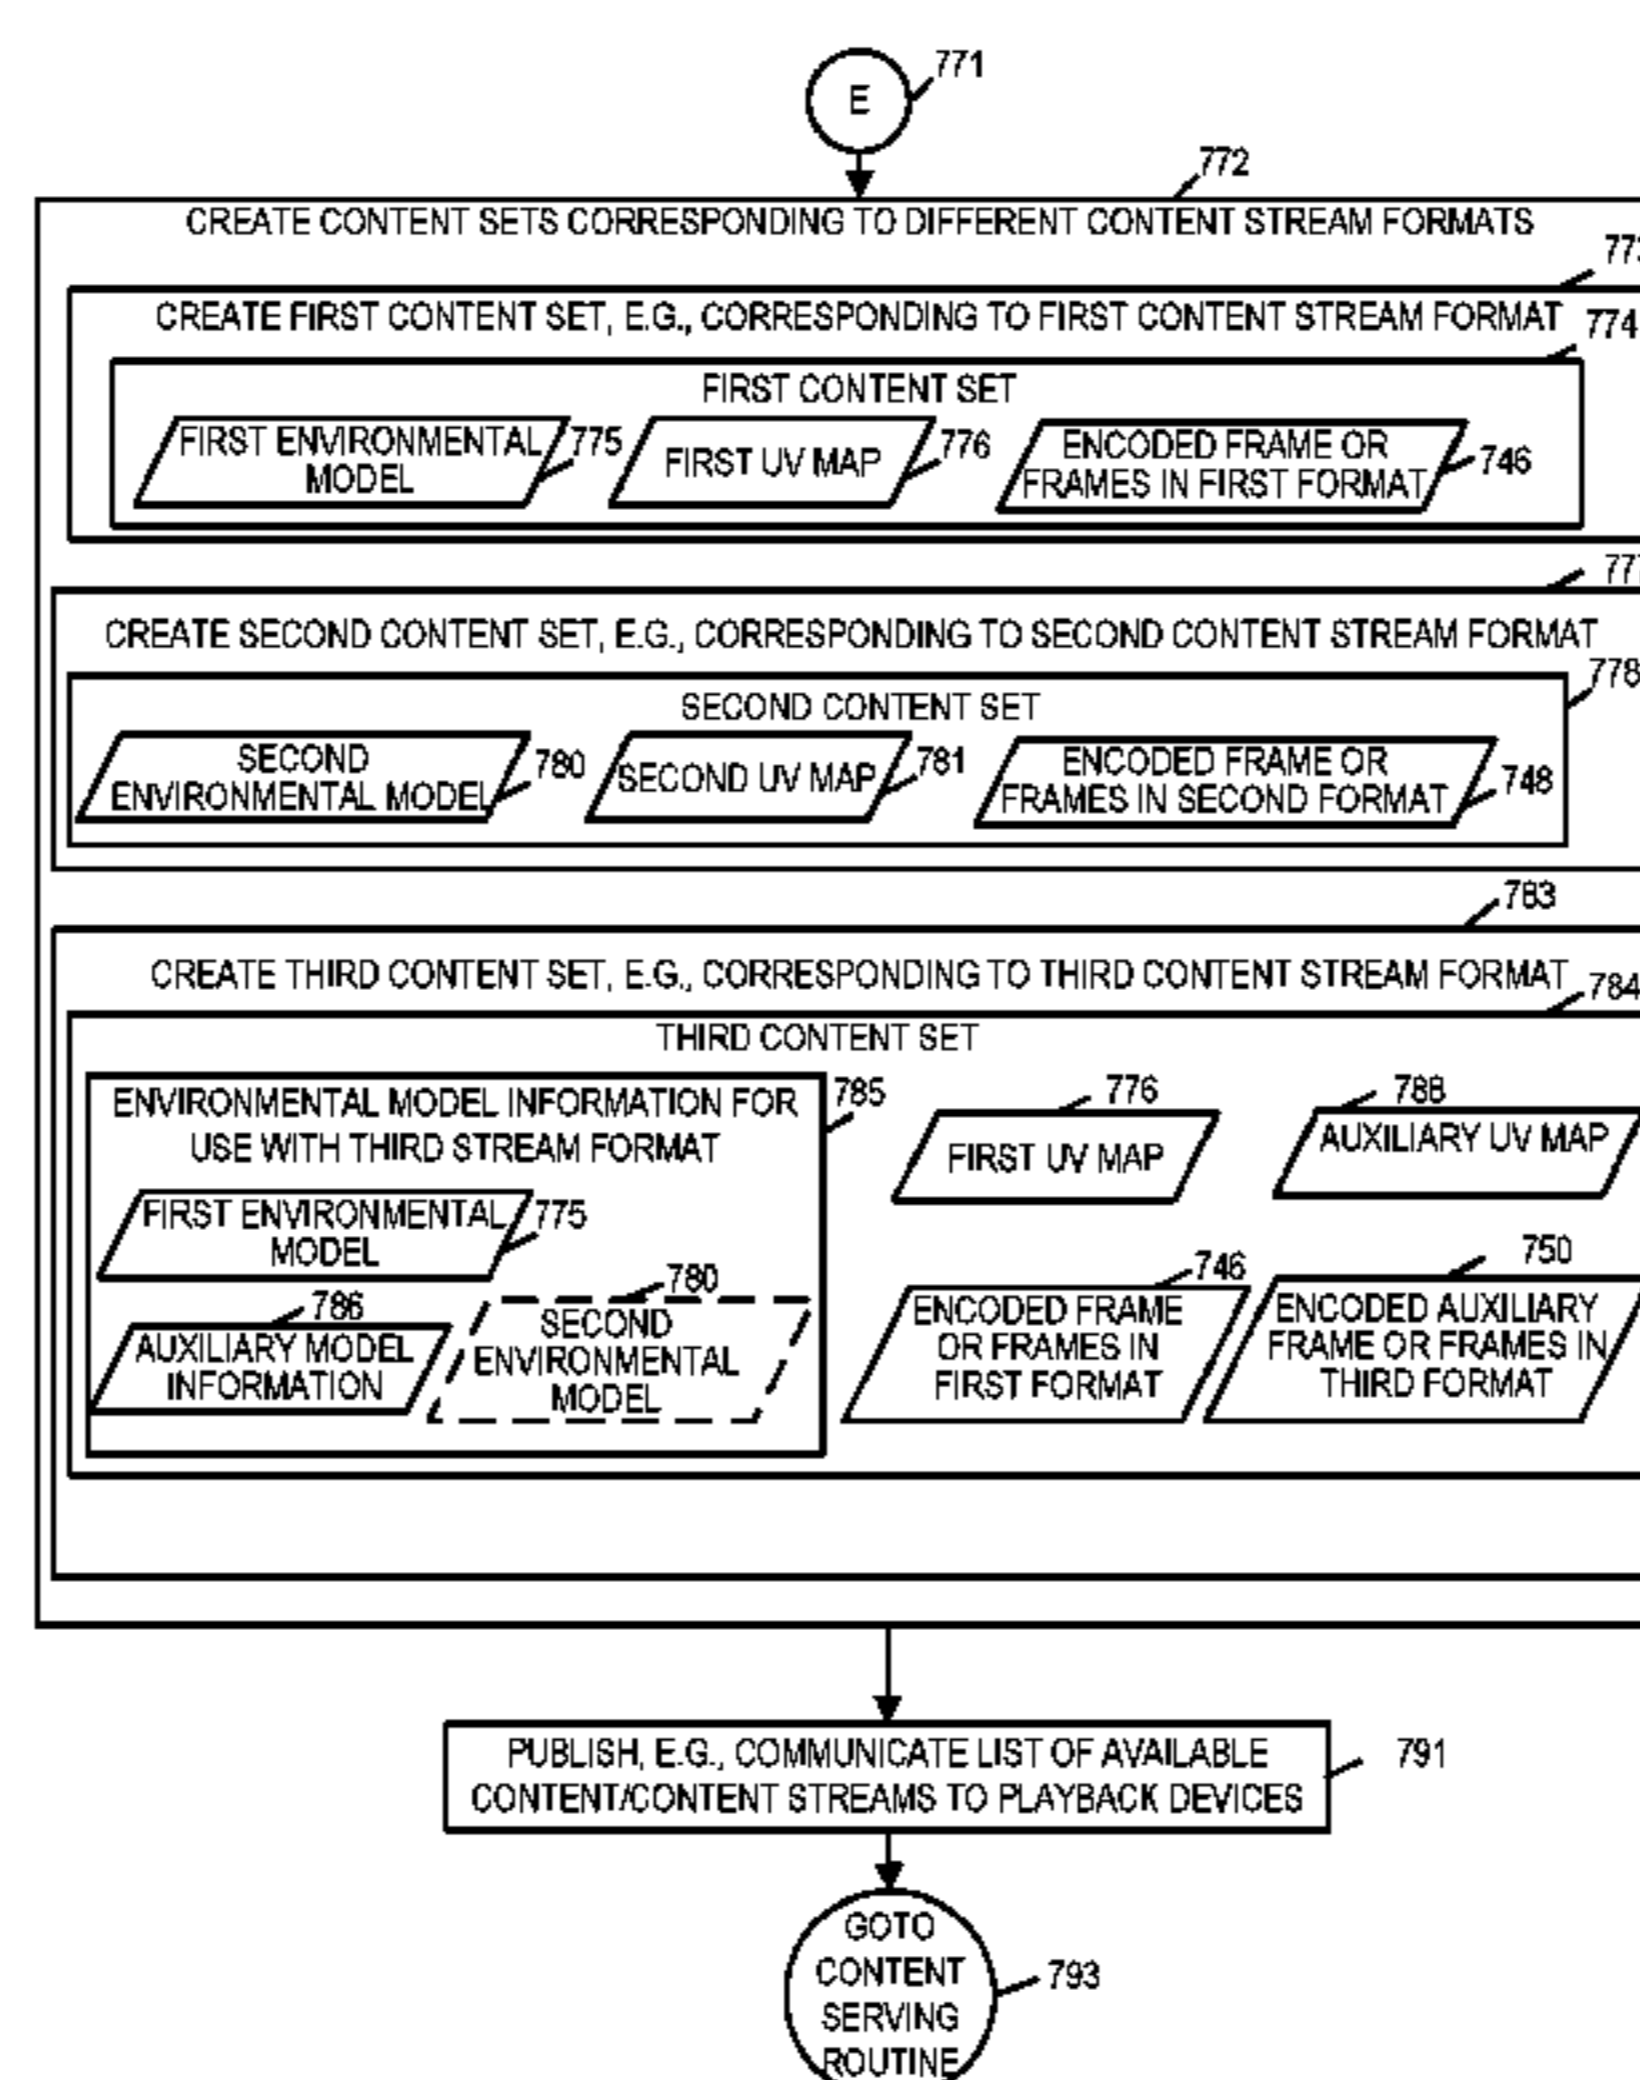 E
771
772
CREATE CONTENT SETS CORRESPONDING TO DIFFERENT CONTENT STREAM FORMATS
773
CREATE FIRST CONTENT SET, E.G., CORRESPONDING TO FIRST CONTENT STREAM FORMAT
774
FIRST CONTENT SET
FIRST ENVIRONMENTAL
MODEL
775
FIRST UV MAP
776
ENCODED FRAME OR
FRAMES IN FIRST FORMAT
746
77
CREATE SECOND CONTENT SET, E.G., CORRESPONDING TO SECOND CONTENT STREAM FORMAT
778
SECOND CONTENT SET
SECOND
ENVIRONMENTAL MODEL
780
SECOND UV MAP
781
ENCODED FRAME OR
FRAMES IN SECOND FORMAT
748
783
CREATE THIRD CONTENT SET, E.G., CORRESPONDING TO THIRD CONTENT STREAM FORMAT
784
THIRD CONTENT SET
ENVIRONMENTAL MODEL INFORMATION FOR
USE WITH THIRD STREAM FORMAT
785
FIRST ENVIRONMENTAL
MODEL
775
786
AUXILIARY MODEL
INFORMATION
780
SECOND
ENVIRONMENTAL
MODEL
776
FIRST UV MAP
788
AUXILIARY UV MAP
746
ENCODED FRAME
OR FRAMES IN
FIRST FORMAT
750
ENCODED AUXILIARY
FRAME OR FRAMES IN
THIRD FORMAT
PUBLISH, E.G., COMMUNICATE LIST OF AVAILABLE
CONTENT/CONTENT STREAMS TO PLAYBACK DEVICES
791
GOTO
CONTENT
SERVING
ROUTINE
793